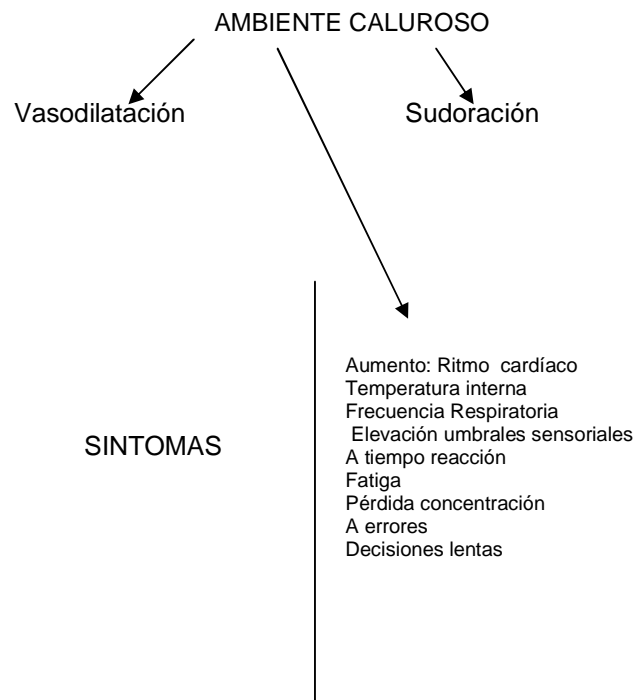 AMBIENTE CALUROSO
Vasodilatación
Sudoración
SINTOMAS
Aumento: Ritmo cardíaco
Temperatura interna
Frecuencia Respiratoria
Elevación umbrales sensoriales
A tiempo reacción
Fatiga
Pérdida concentración
A errores
Decisiones lentas